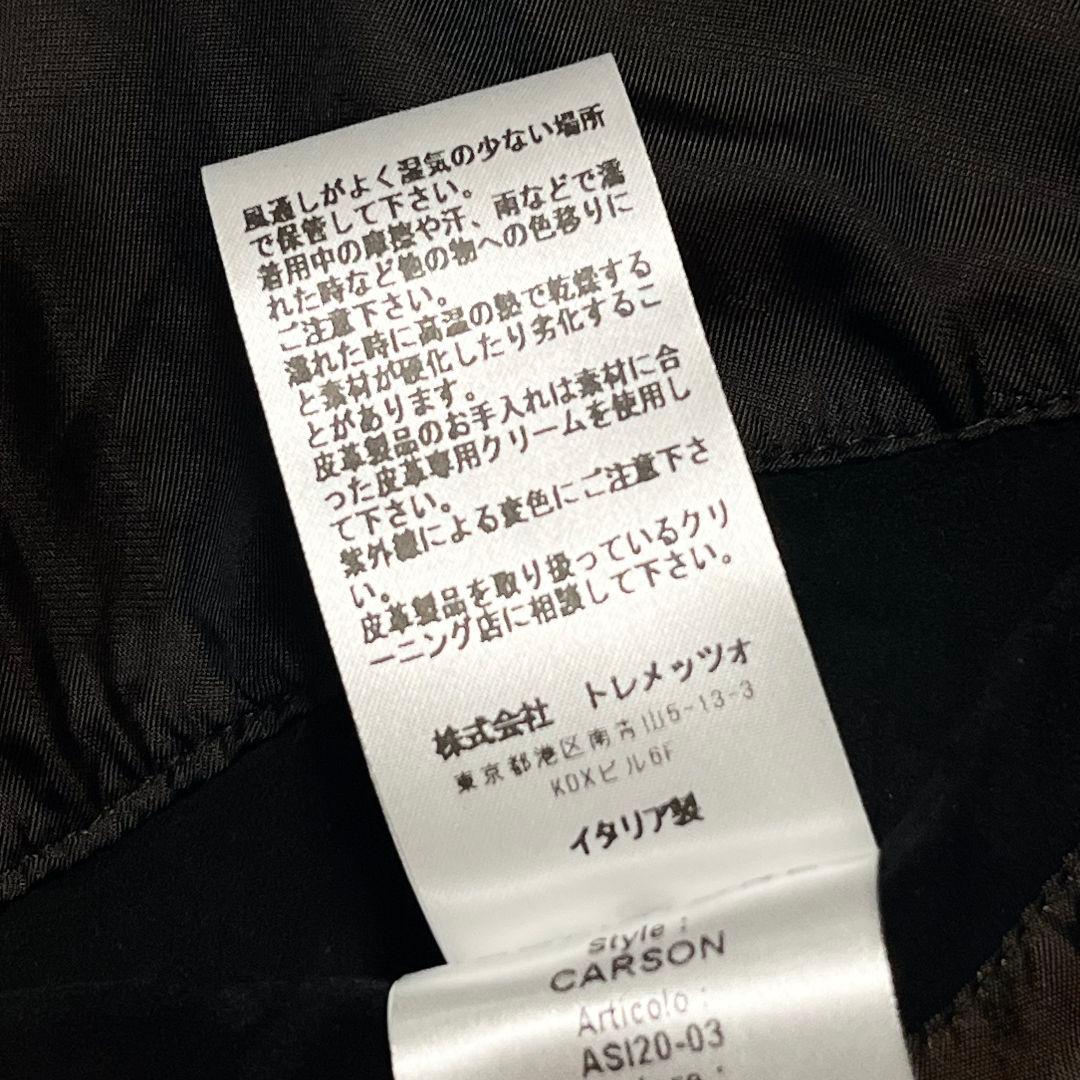 風通しがよく湿気の少ない場所
で保管して下さい。
着用中の摩擦や汗、雨などで濡
れた時など他の物への色移りに
ご注意下さい。
濡れた時に高温の熱で乾燥する
と素材が硬化したり劣化するこ
とがあります。
皮革製品のお手入れは素材に合
った皮革専用クリームを使用し
て下さい。
紫外線による変色にご注意下さ
い。
皮革製品を取り扱っているクリ
ーニング店に相談して下さい。
株式会社 トレメッツォ
東京都港区南青山5-13-3
KDXビル6F
イタリア製
Style :
CARSON
Articolo :
ASI20-03